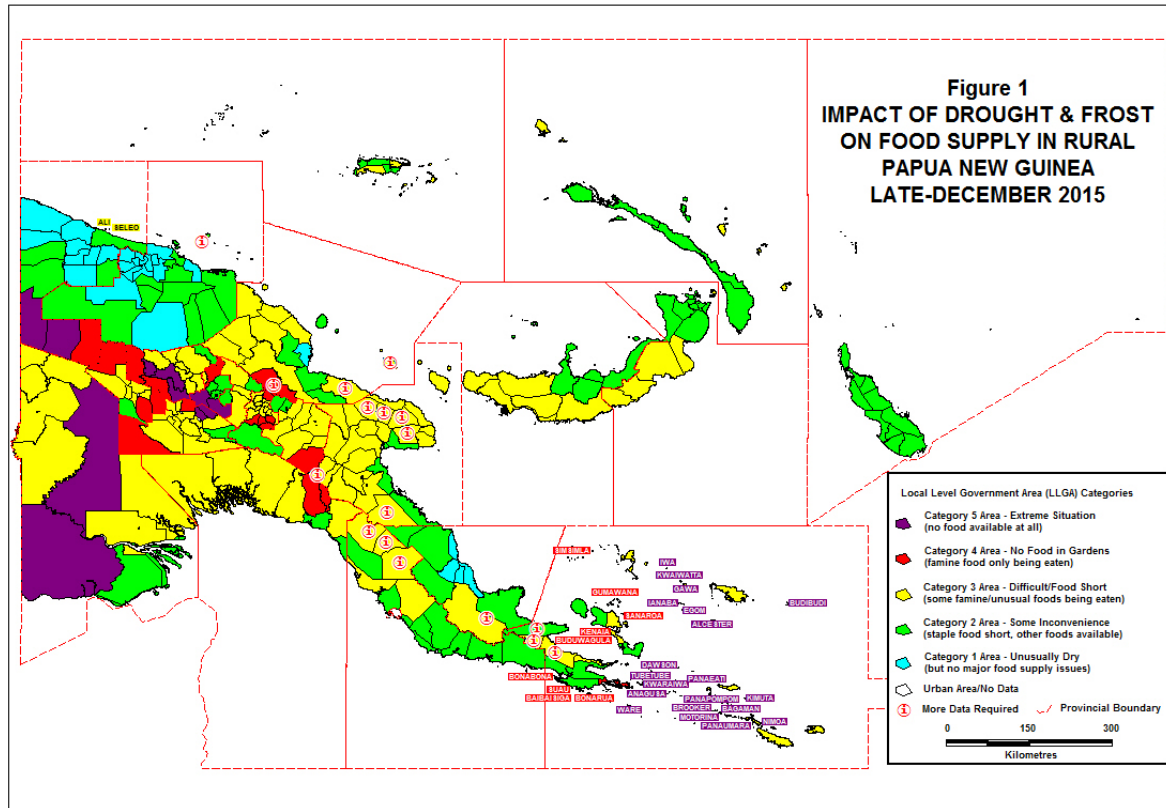 Figure 1
IMPACT OF DROUGHT & FROST
ON FOOD SUPPLY IN RURAL
PAPUA NEW GUINEA
LATE-DECEMBER 2015
ALI
SELEO
SIMSIMLA
IWA
KWAIWATTA
GAWA
GUMAWANA
IANABA
EGOM
BUDIBUDI
SANAROA
ALCESTER
KENAIA
BUDUWAGULA
DAWSON
BONABONA
TUBETUBE
PANAEATI
KWARAIWA
SUAU
ANAGUSA
BAIBAISIGA
BONARUA
PANAPOMPOM
KIMUTA
WARE
BROOKER
BAGAMAN
MOTORINA
NIMOA
PANAUMARA
Local Level Government Area (LLGA) Categories
Category 5 Area - Extreme Situation
(no food available at all)
Category 4 Area - No Food in Gardens
(famine food only being eaten)
Category 3 Area - Difficult/Food Short
(some famine/unusual foods being eaten)
Category 2 Area - Some Inconvenience
(staple food short, other foods available)
Category 1 Area - Unusually Dry
(but no major food supply issues)
Urban Area/No Data
More Data Required
Provincial Boundary
0 150 300
Kilometres